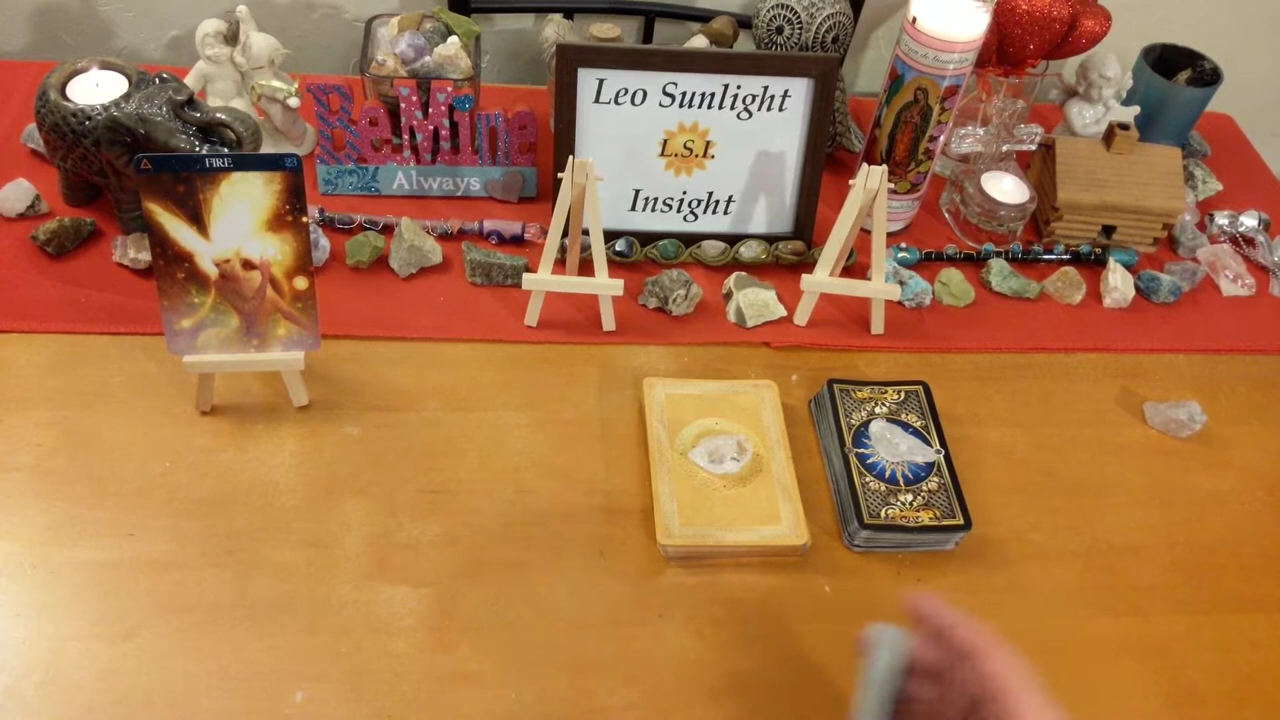 FIRE
23
BeMine
Always
Leo Sunlight
L.S.I.
Insight